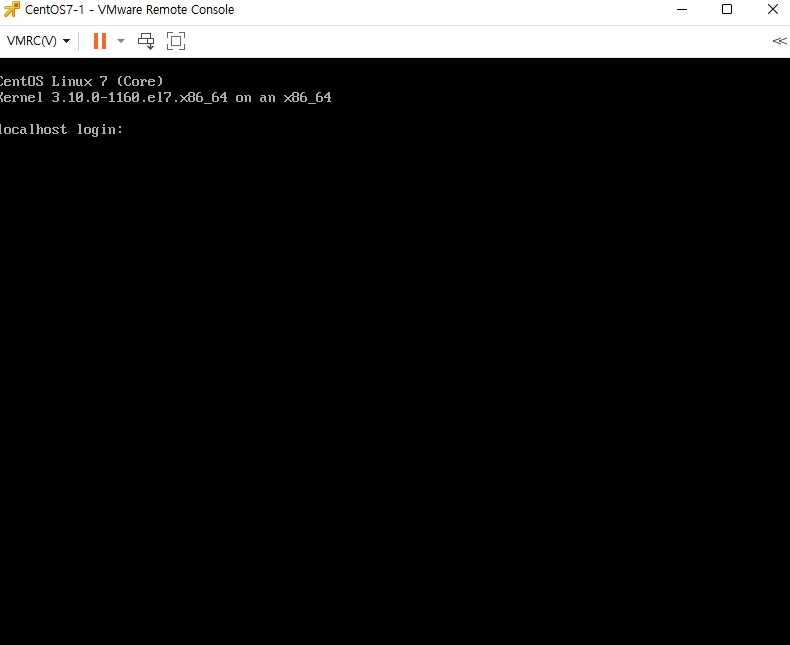 CentOS7-1 - VMware Remote Console
VMRC(V)
CentOS Linux 7 (Core)
Kernel 3.10.0-1160.el7.x86_64 on an x86_64
localhost login: